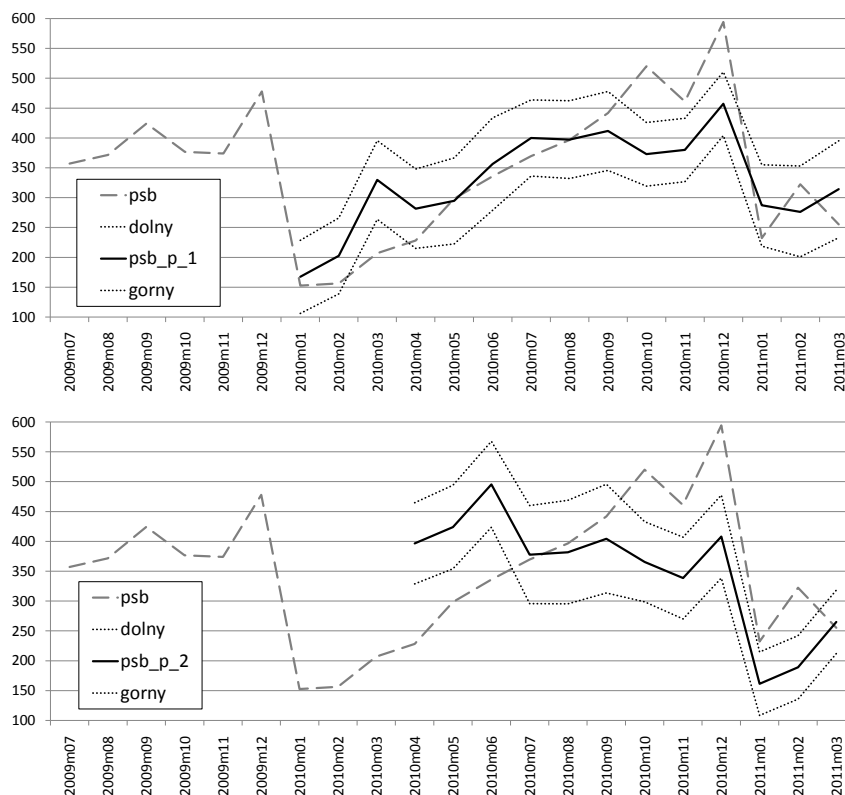 600
550
500
450
400
350
300
250
200
150
100
psb
dolny
psb_p_1
gorny
2009m07
2009m08
2009m09
2009m10
2009m11
2009m12
2010m01
2010m02
2010m03
2010m04
2010m05
2010m06
2010m07
2010m08
2010m09
2010m10
2010m11
2010m12
2011m01
2011m02
2011m03
600
550
500
450
400
350
300
250
200
150
100
psb
dolny
psb_p_2
gorny
2009m07
2009m08
2009m09
2009m10
2009m11
2009m12
2010m01
2010m02
2010m03
2010m04
2010m05
2010m06
2010m07
2010m08
2010m09
2010m10
2010m11
2010m12
2011m01
2011m02
2011m03